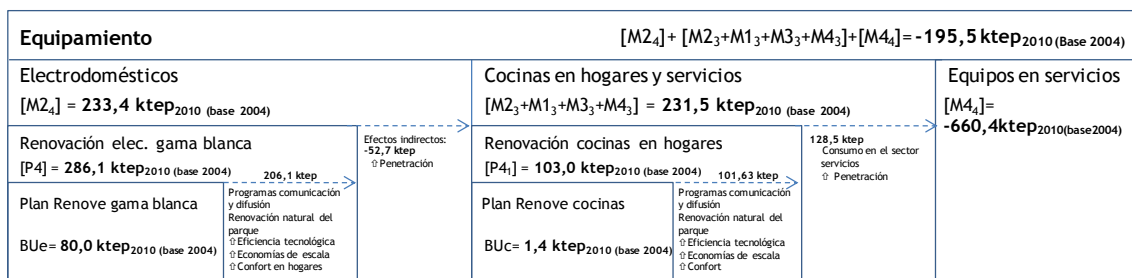 Equipamiento
[M2₄]+ [M2₃+M1₃+M3₃+M4₃]+[M4₄]= -195,5 ktep2010 (Base 2004)
Electrodomésticos
[M2₄] = 233,4 ktep2010 (base 2004)
Cocinas en hogares y servicios
[M2₃+M1₃+M3₃+M4₃] = 231,5 ktep2010 (base 2004)
Equipos en servicios
[M4₄]=
-660,4ktep2010(base2004)
Renovación elec. gama blanca
[P4] = 286,1 ktep2010 (base 2004)
Efectos indirectos:
-52,7 ktep
⇧Penetración
Renovación cocinas en hogares
[P4₁] = 103,0 ktep2010 (base 2004)
128,5 ktep
Consumo en el sector
servicios
⇧ Penetración
Plan Renove gama blanca
BUe= 80,0 ktep2010 (base 2004)
206,1 ktep
Programas comunicación
y difusión
Renovación natural del
parque
⇧Eficiencia tecnológica
⇧Economías de escala
⇧Confort en hogares
Plan Renove cocinas
BUc= 1,4 ktep2010 (base 2004)
101,63 ktep
Programas comunicación
y difusión
Renovación natural del
parque
⇧Eficiencia tecnológica
⇧Economías de escala
⇧Confort